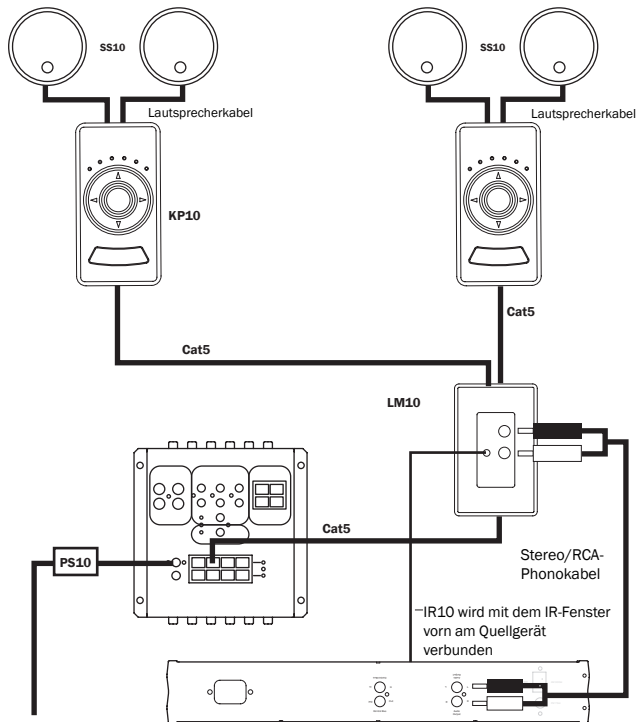 SS10
SS10
Lautsprecherkabel
Lautsprecherkabel
KP10
Cat5
Cat5
LM10
Cat5
PS10
Stereo/RCA-
Phonokabel
IR10 wird mit dem IR-Fenster
vorn am Quellgerät
verbunden